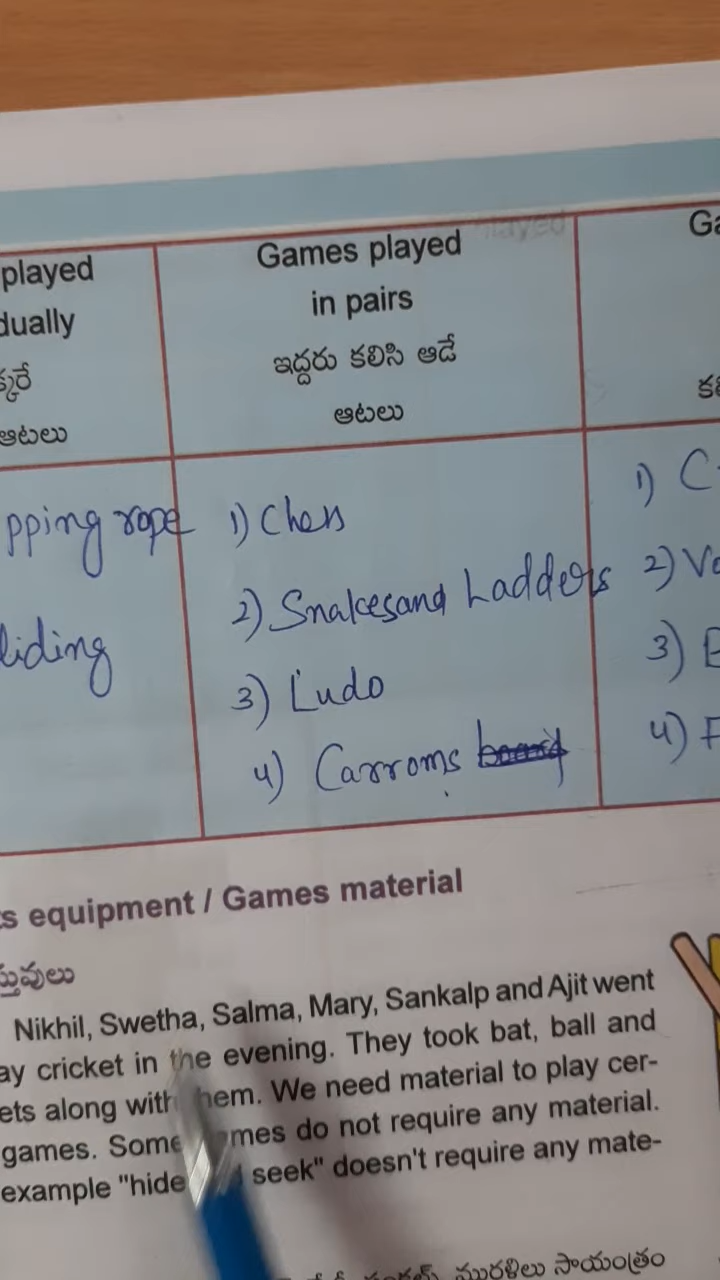 played
Games played
in pairs
ఇద్దరు కలిసి ఆడే
ఆటలు
ఆటలు
pping rope
liding
1) Chess
2) Snakesand Ladders
3) Ludo
4) Carroms
1) C
2) Vo
3) B
4) F
equipment / Games material
Nikhil, Swetha, Salma, Mary, Sankalp and Ajit went
ay cricket in the evening. They took bat, ball and
ets along with them. We need material to play cer-
games. Some games do not require any material.
example "hide seek" doesn't require any mate-
మురళిలు సాయంత్రం